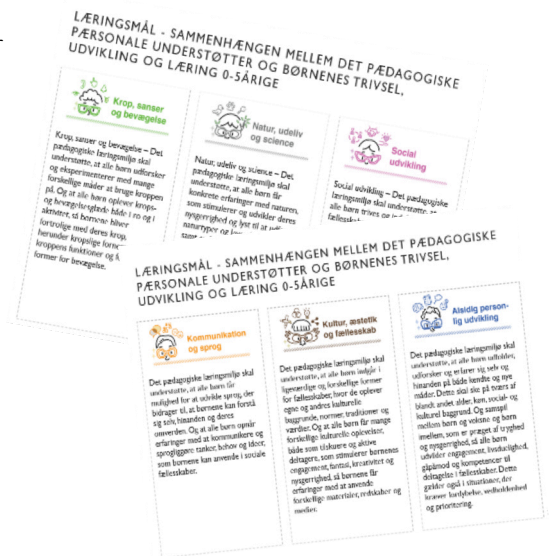 LÆRINGSMÅL - SAMMENHÆNGEN MELLEM DET PÆDAGOGISKE
PÆRSONALE UNDERSTØTTER OG BØRNENES TRIVSEL,
UDVIKLING OG LÆRING 0-5ÅRIGE
Krop, sanser
og bevægelse
Krop, sanser og bevægelse – Det
pædagogiske læringsmiljø skal
understøtte, at alle børn udforsker
og eksperimenterer med mange
forskellige måder at bruge kroppen
på. Og at alle børn oplever krops-
og bevægelsesglæde både i ro og i
aktivitet, så børnene bliver
fortrolige med deres krop,
herunder kropslige
kroppens funktioner og
former for bevægelse.
Natur, udeliv
og science
Natur, udeliv og science – Det
pædagogiske læringsmiljø skal
understøtte, at alle børn får
konkrete erfaringer med naturen,
som stimulerer og udvikler deres
nysgerrighed og lyst til at
naturtyper og
Social
udvikling
Social udvikling – Det pædagogiske
læringsmiljø skal understøtte, at
alle børn trives og
LÆRINGSMÅL - SAMMENHÆNGEN MELLEM DET PÆDAGOGISKE
PÆRSONALE UNDERSTØTTER OG BØRNENES TRIVSEL,
UDVIKLING OG LÆRING 0-5ÅRIGE
Kommunikation
og sprog
Det pædagogiske læringsmiljø skal
understøtte, at alle børn får
mulighed for at udvikle sprog, der
bidrager til, at børnene kan forstå
sig selv, hinanden og deres
omverden. Og at alle børn opnår
erfaringer med at kommunikere og
sprogliggøre tanker, behov og ideer,
som børnene kan anvende i sociale
fællesskaber.
Kultur, æstetik
og fællesskab
Det pædagogiske læringsmiljø skal
understøtte, at alle børn indgår i
ligeværdige og forskellige former
for fællesskaber, hvor de oplever
egne og andres kulturelle
baggrunde, normer, traditioner og
værdier. Og at alle børn får mange
forskellige kulturelle oplevelser,
både som tilskuere og aktive
deltagere, som stimulerer børnenes
engagement, fantasi, kreativitet og
nysgerrighed, så børnene får
erfaringer med at anvende
forskellige materialer, redskaber og
medier.
Alsidig person-
lig udvikling
Det pædagogiske læringsmiljø skal
understøtte, at alle børn udfolder,
udforsker og erfarer sig selv og
hinanden på både kendte og nye
måder. Dette skal ske på tværs af
blandt andet alder, køn, social- og
kulturel baggrund. Og samspil
imellem børn og voksne og børn
imellem, som er præget af tryghed
og nysgerrighed, så alle børn
udvikler engagement, livsduelighed,
gåpåmod og kompetencer til
deltagelse i fællesskaber. Dette
gælder også i situationer, der
kræver fordybelse, vedholdenhed
og prioritering.